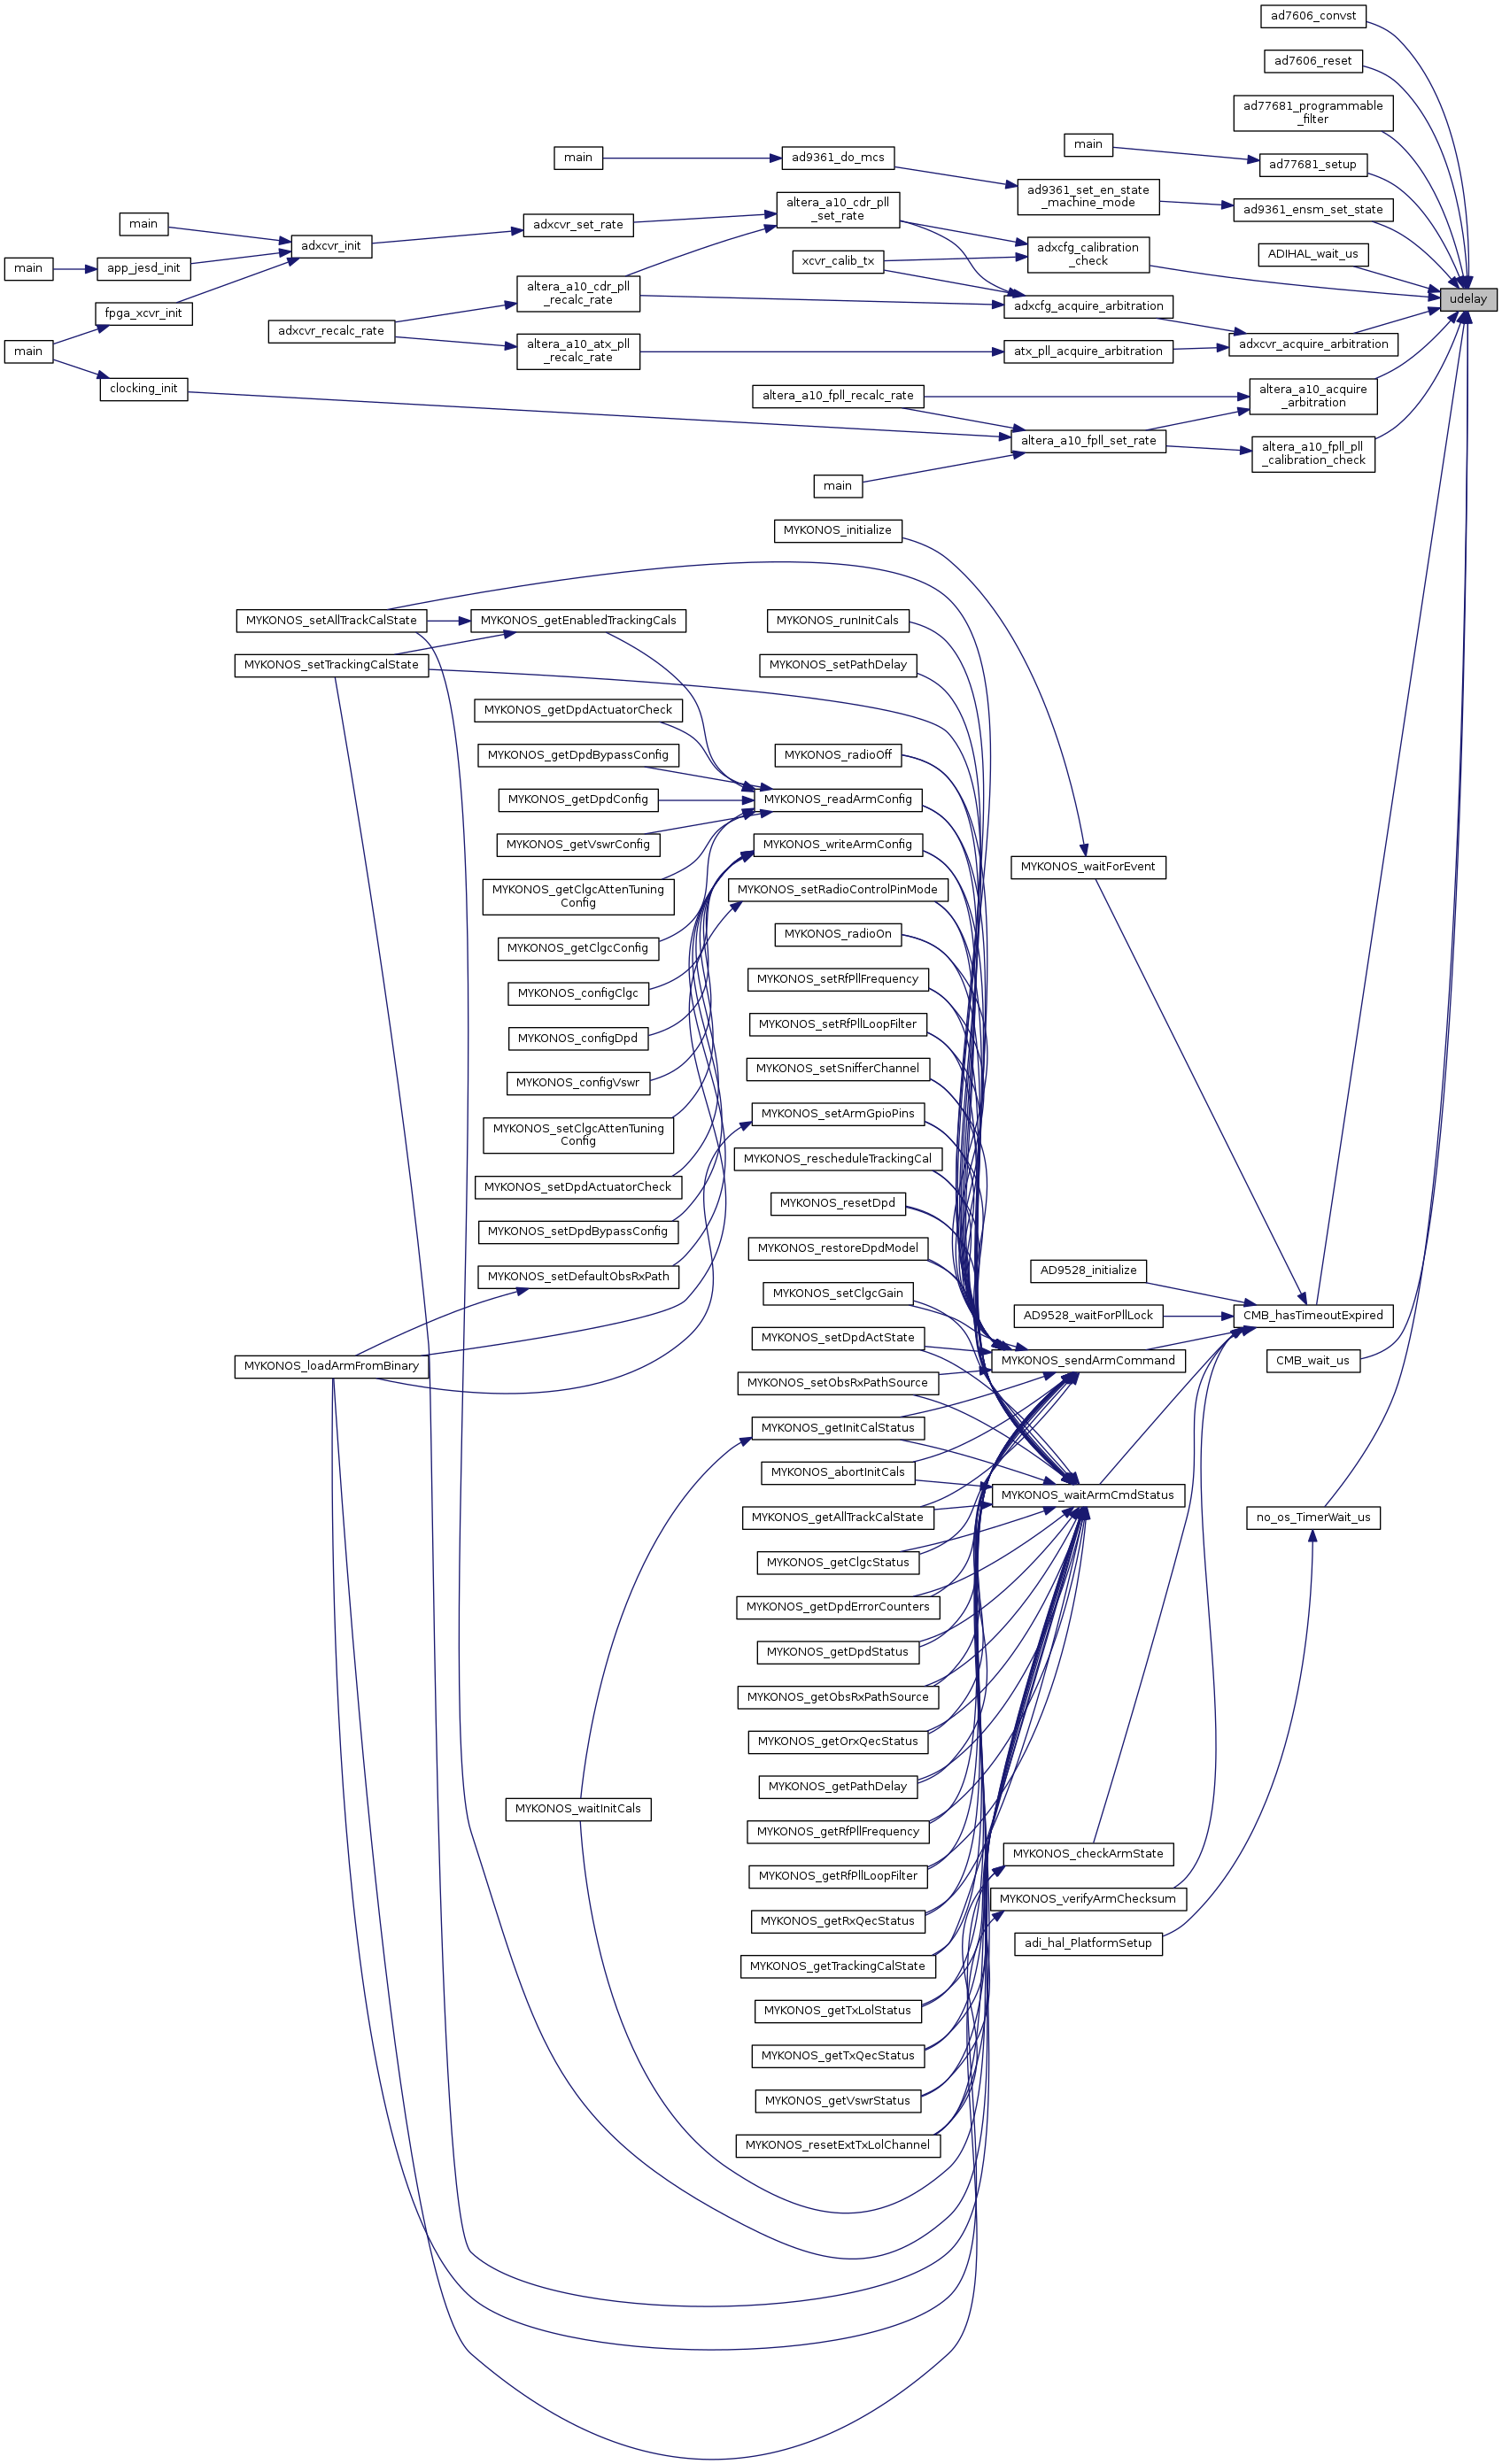 ad7606_convst
ad7606_reset
ad77681_programmable
_filter
main
ad77681_setup
main
ad9361_do_mcs
ad9361_set_en_state
_machine_mode
ad9361_ensm_set_state
altera_a10_cdr_pll
_set_rate
main
adxcvr_set_rate
adxcvr_init
main
app_jesd_init
xcvr_calib_tx
adxcfg_calibration
_check
ADIHAL_wait_us
udelay
altera_a10_cdr_pll
_recalc_rate
adxcfg_acquire_arbitration
fpga_xcvr_init
adxcvr_recalc_rate
main
altera_a10_atx_pll
_recalc_rate
atx_pll_acquire_arbitration
adxcvr_acquire_arbitration
clocking_init
altera_a10_fpll_recalc_rate
altera_a10_acquire
_arbitration
altera_a10_fpll_set_rate
altera_a10_fpll_pll
_calibration_check
main
MYKONOS_initialize
MYKONOS_setAllTrackCalState
MYKONOS_getEnabledTrackingCals
MYKONOS_runInitCals
MYKONOS_setTrackingCalState
MYKONOS_setPathDelay
MYKONOS_getDpdActuatorCheck
MYKONOS_getDpdBypassConfig
MYKONOS_radioOff
MYKONOS_getDpdConfig
MYKONOS_readArmConfig
MYKONOS_getVswrConfig
MYKONOS_writeArmConfig
MYKONOS_waitForEvent
MYKONOS_getClgcAttenTuning
Config
MYKONOS_setRadioControlPinMode
MYKONOS_getClgcConfig
MYKONOS_radioOn
MYKONOS_configClgc
MYKONOS_setRfPllFrequency
MYKONOS_configDpd
MYKONOS_setRfPllLoopFilter
MYKONOS_configVswr
MYKONOS_setSnifferChannel
MYKONOS_setClgcAttenTuning
Config
MYKONOS_setArmGpioPins
MYKONOS_setDpdActuatorCheck
MYKONOS_rescheduleTrackingCal
MYKONOS_setDpdBypassConfig
MYKONOS_resetDpd
MYKONOS_setDefaultObsRxPath
MYKONOS_restoreDpdModel
AD9528_initialize
MYKONOS_setClgcGain
AD9528_waitForPllLock
CMB_hasTimeoutExpired
MYKONOS_loadArmFromBinary
MYKONOS_setDpdActState
MYKONOS_sendArmCommand
CMB_wait_us
MYKONOS_setObsRxPathSource
MYKONOS_getInitCalStatus
MYKONOS_abortInitCals
MYKONOS_waitArmCmdStatus
MYKONOS_getAllTrackCalState
no_os_TimerWait_us
MYKONOS_getClgcStatus
MYKONOS_getDpdErrorCounters
MYKONOS_getDpdStatus
MYKONOS_getObsRxPathSource
MYKONOS_getOrxQecStatus
MYKONOS_getPathDelay
MYKONOS_waitInitCals
MYKONOS_getRfPllFrequency
MYKONOS_checkArmState
MYKONOS_getRfPllLoopFilter
MYKONOS_verifyArmChecksum
MYKONOS_getRxQecStatus
adi_hal_PlatformSetup
MYKONOS_getTrackingCalState
MYKONOS_getTxLolStatus
MYKONOS_getTxQecStatus
MYKONOS_getVswrStatus
MYKONOS_resetExtTxLolChannel